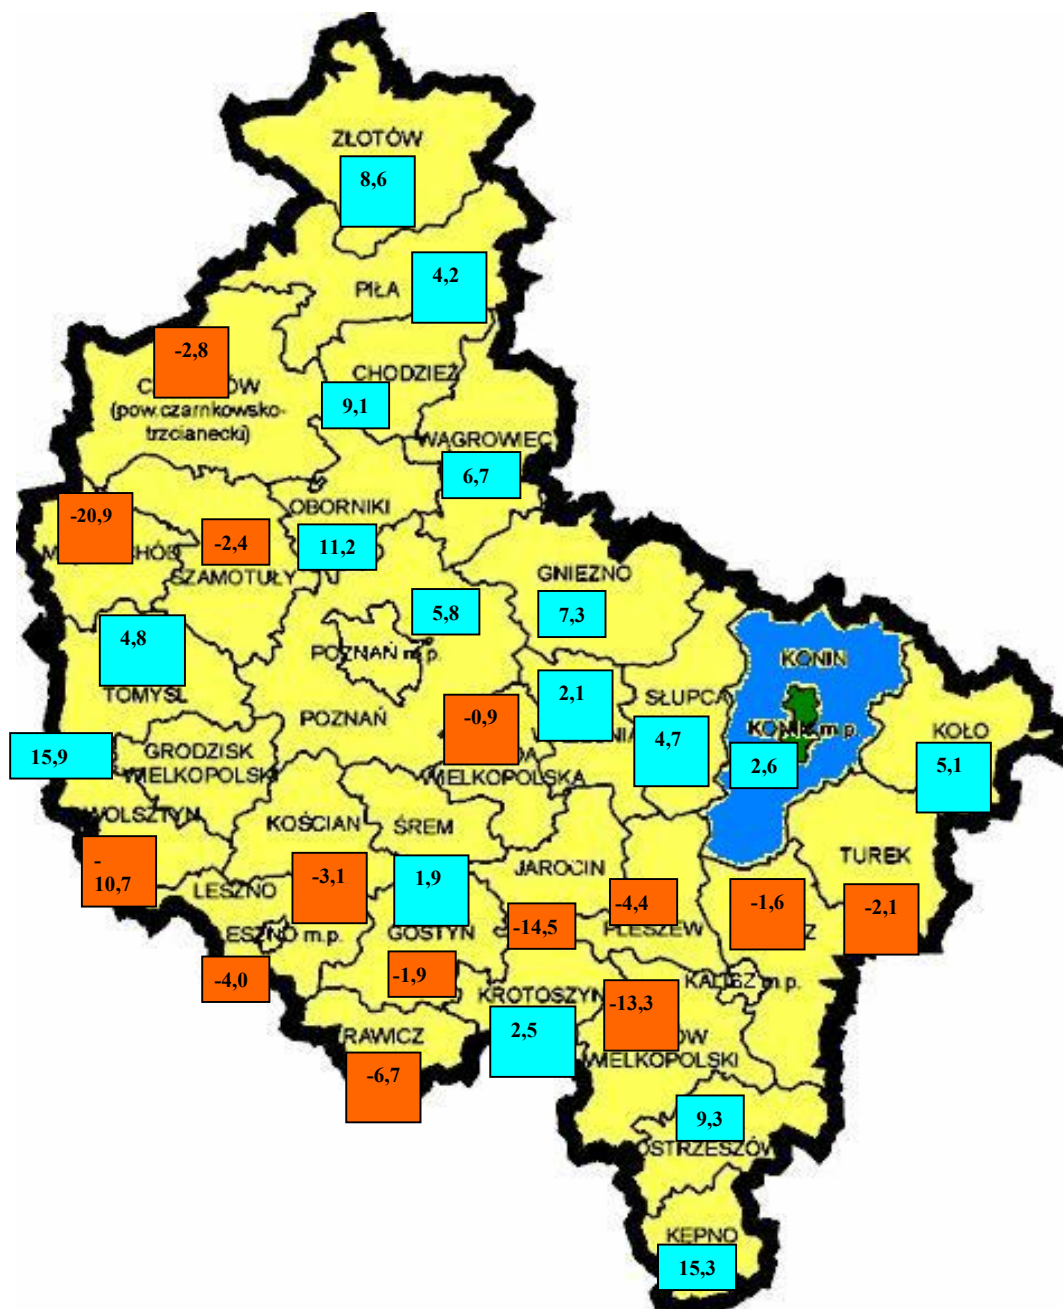 ZŁOTÓW
8,6
4,2
PIŁA
-2,8
CHODZIEŻ
(pow.czarnkowsko-
trzcianecki)
9,1
WĄGROWIEC
6,7
-20,9
OBORNIKI
-2,4
11,2
SZAMOTUŁY
GNIEZNO
5,8
7,3
4,8
POZNAŃ m.p.
KONIN
TOMYŚL
SŁUPCA
2,1
POZNAŃ
-0,9
4,7
KONIN m.p.
KOŁO
15,9
GRODZISK
WIELKOPOLSKI
WIELKOPOLSKA
2,6
5,1
WOLSZTYN
KOŚCIAN
ŚREM
-
10,7
TUREK
JAROCIN
LESZNO
-3,1
1,9
-4,4
-1,6
-2,1
LESZNO m.p.
GOSTYŃ
-14,5
PLESZEW
-4,0
-1,9
KROTOSZYN
KALISZ m.p.
-13,3
RAWICZ
2,5
WIELKOPOLSKI
-6,7
9,3
OSTRZESZÓW
KĘPNO
15,3